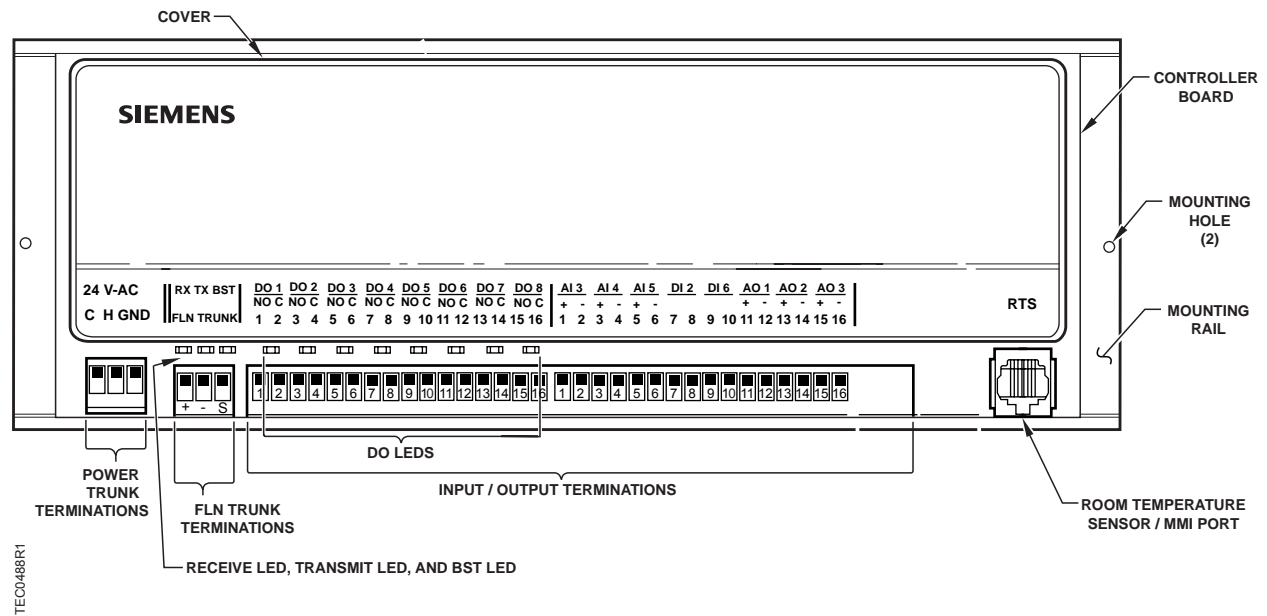 COVER
CONTROLLER
BOARD
SIEMENS
MOUNTING
HOLE
(2)
24 V-AC
C H GND
RX TX BST
FLN TRUNK
DO 1 DO 2 DO 3 DO 4 DO 5 DO 6 DO 7 DO 8
NO C NO C NO C NO C NO C NO C NO C NO C
1 2 3 4 5 6 7 8 9 10 11 12 13 14 15 16
AI 3 AI 4 AI 5 DI 2 DI 6 AO 1 AO 2 AO 3
+ - + - + - + - + -
1 2 3 4 5 6 7 8 9 10 11 12 13 14 15 16
RTS
MOUNTING
RAIL
+ - S
1 2 3 4 5 6 7 8 9 10 11 12 13 14 15 16
1 2 3 4 5 6 7 8 9 10 11 12 13 14 15 16
DO LEDS
POWER
TRUNK
TERMINATIONS
FLN TRUNK
TERMINATIONS
INPUT / OUTPUT TERMINATIONS
ROOM TEMPERATURE
SENSOR / MMI PORT
RECEIVE LED, TRANSMIT LED, AND BST LED
TEC0488R1